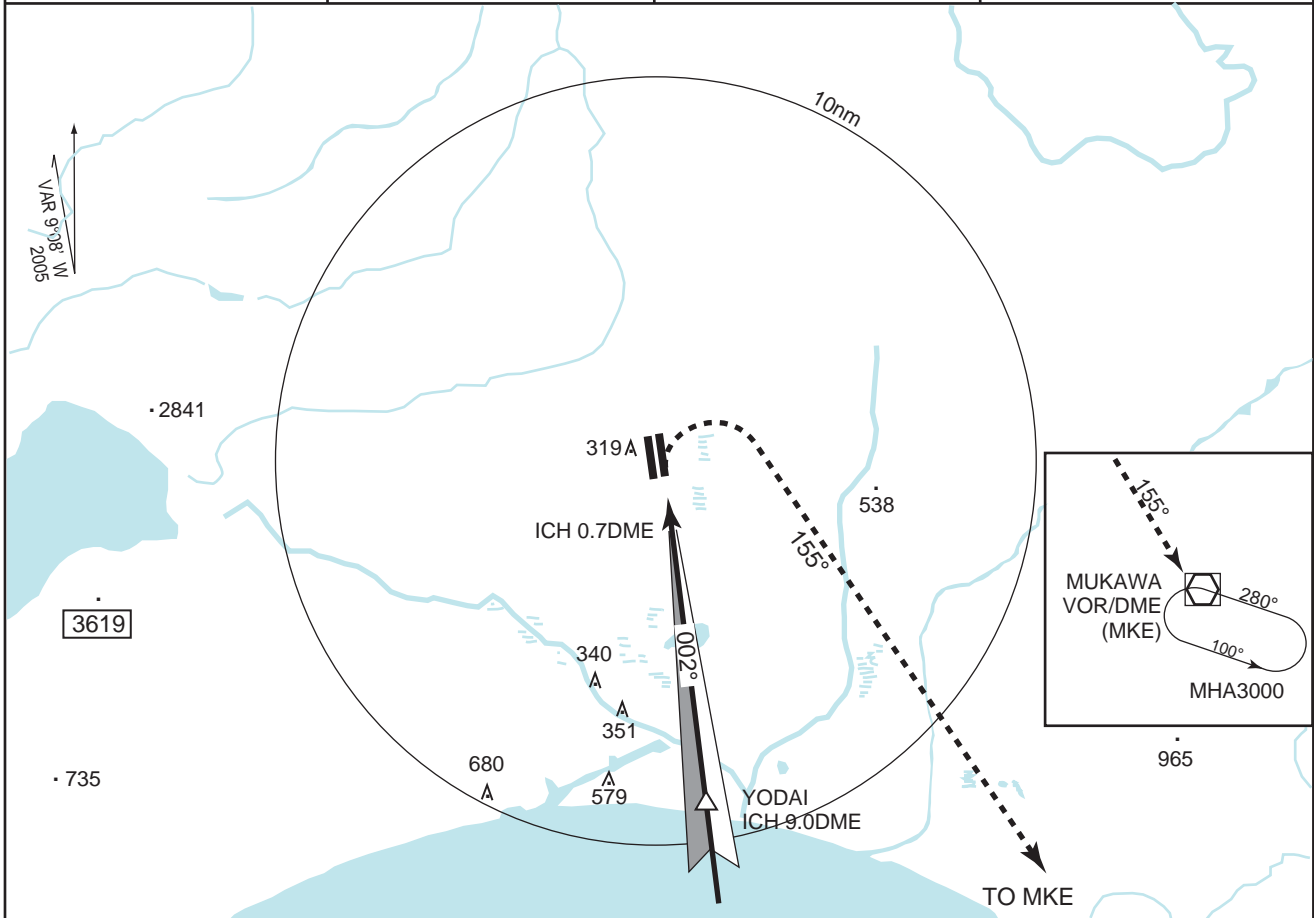 10nm
VAR 9°08' W
2005
2841
319
538
ICH 0.7DME
155°
155°
MUKAWA
VOR/DME
(MKE)
280°
100°
MHA3000
3619
002°
340
351
965
735
680
579
YODAI
ICH 9.0DME
TO MKE